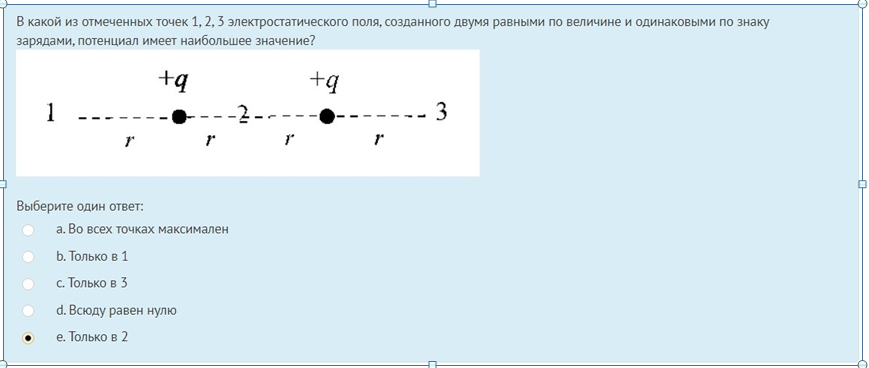 В какой из отмеченных точек 1, 2, 3 электростатического поля, созданного двумя равными по величине и одинаковыми по знаку
зарядами, потенциал имеет наибольшее значение?
+q +q
1 2 3
r r r r
Выберите один ответ:
a. Во всех точках максимален
b. Только в 1
c. Только в 3
d. Всюду равен нулю
e. Только в 2